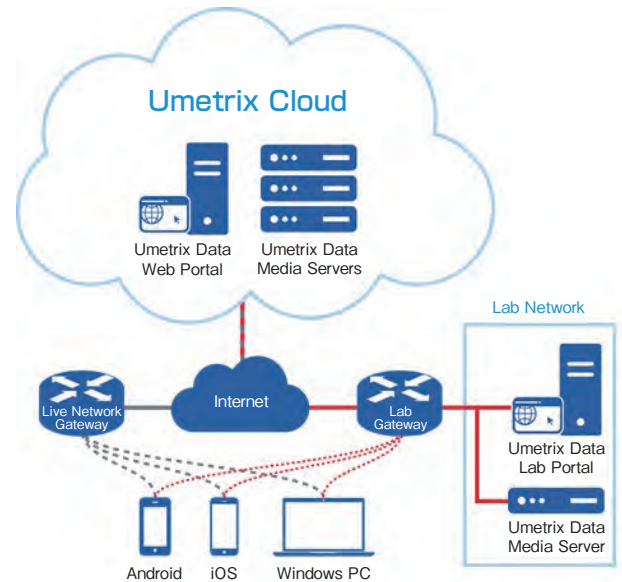 Umetrix Cloud
Umetrix Data
Web Portal
Umetrix Data
Media Servers
Lab Network
Live Network
Gateway
Internet
Lab
Gateway
Umetrix Data
Lab Portal
Umetrix Data
Media Server
Android
iOS
Windows PC